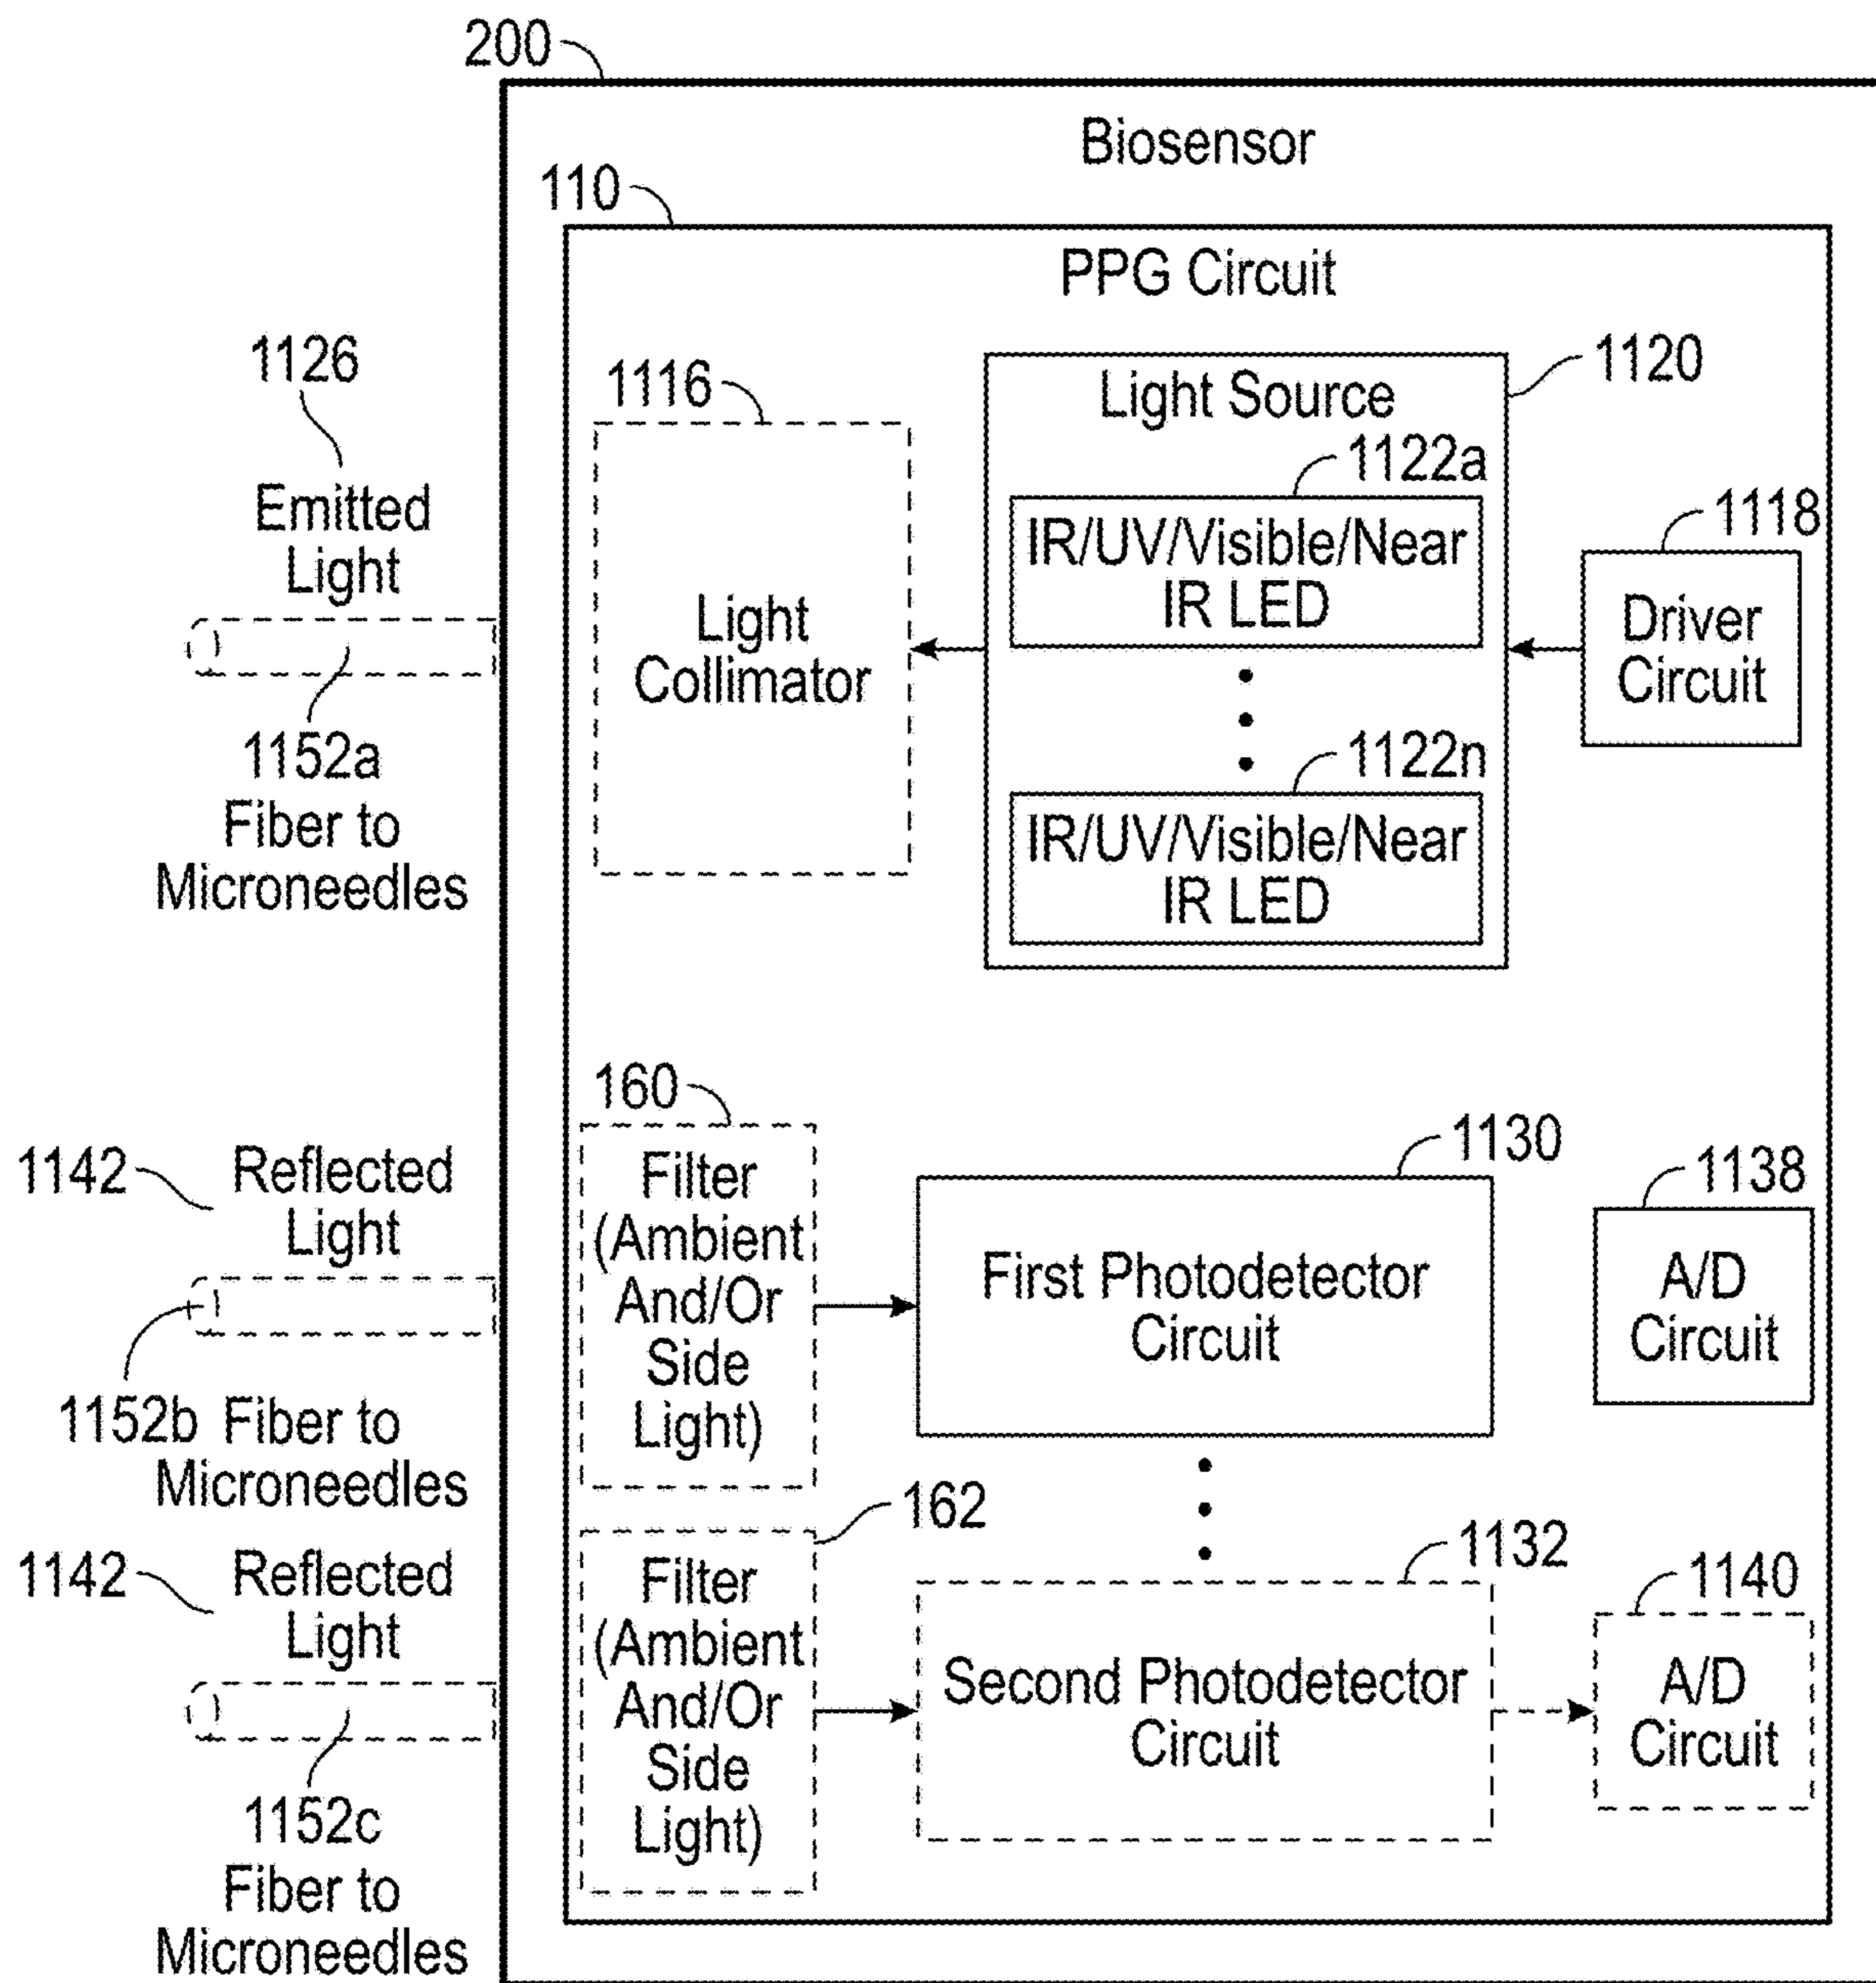 200
Biosensor
110
PPG Circuit
1126
Emitted
Light
1152a
Fiber to
Microneedles
1116
Light
Collimator
1120
Light Source
1122a
IR/UV/Visible/Near
IR LED
1122n
IR/UV/Visible/Near
IR LED
1118
Driver
Circuit
1142
Reflected
Light
1152b
Fiber to
Microneedles
160
Filter
(Ambient
And/Or
Side
Light)
1130
First Photodetector
Circuit
1138
A/D
Circuit
1142
Reflected
Light
1152c
Fiber to
Microneedles
162
Filter
(Ambient
And/Or
Side
Light)
1132
Second Photodetector
Circuit
1140
A/D
Circuit